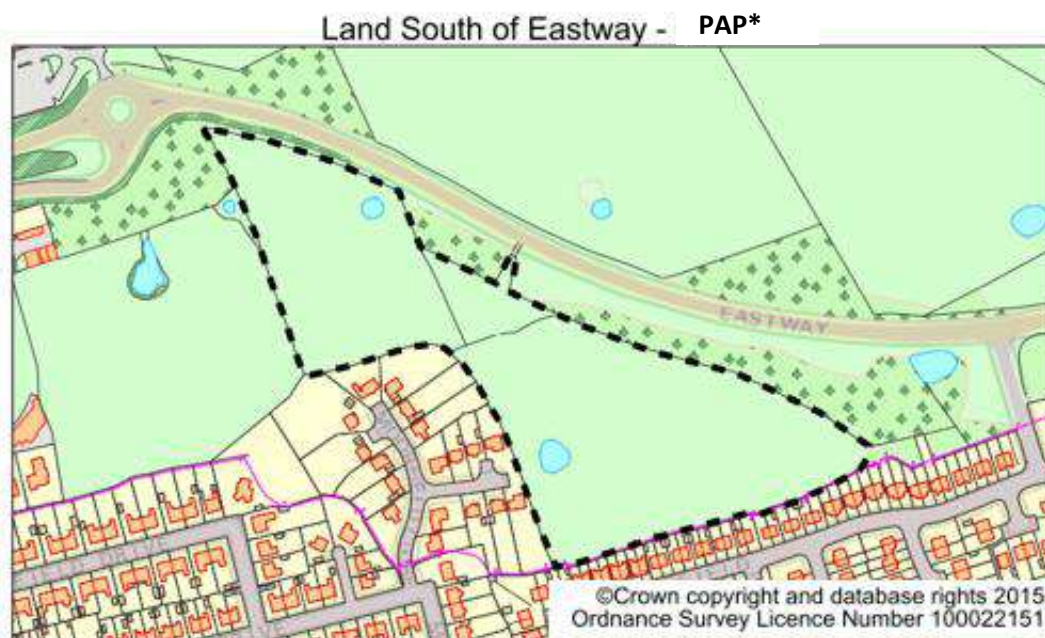 Land South of Eastway - PAP*
EASTWAY
©Crown copyright and database rights 2015
Ordnance Survey Licence Number 100022151